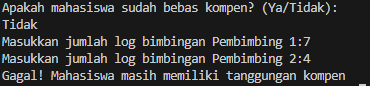 Apakah mahasiswa sudah bebas kompen? (Ya/Tidak):
Tidak
Masukkan jumlah log bimbingan Pembimbing 1:7
Masukkan jumlah log bimbingan Pembimbing 2:4
Gagal! Mahasiswa masih memiliki tanggungan kompen